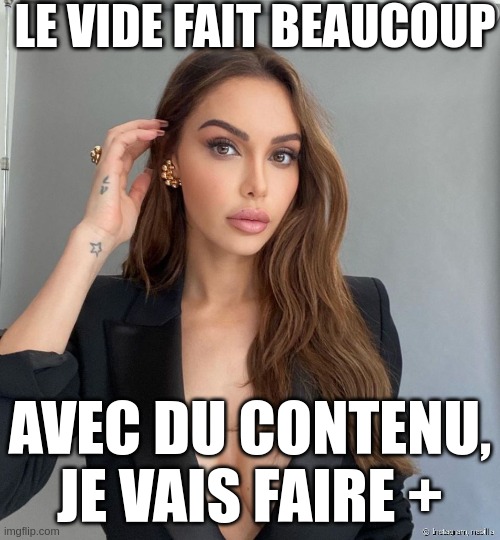 LE VIDE FAIT BEAUCOUP
AVEC DU CONTENU,
JE VAIS FAIRE +
imgflip.com